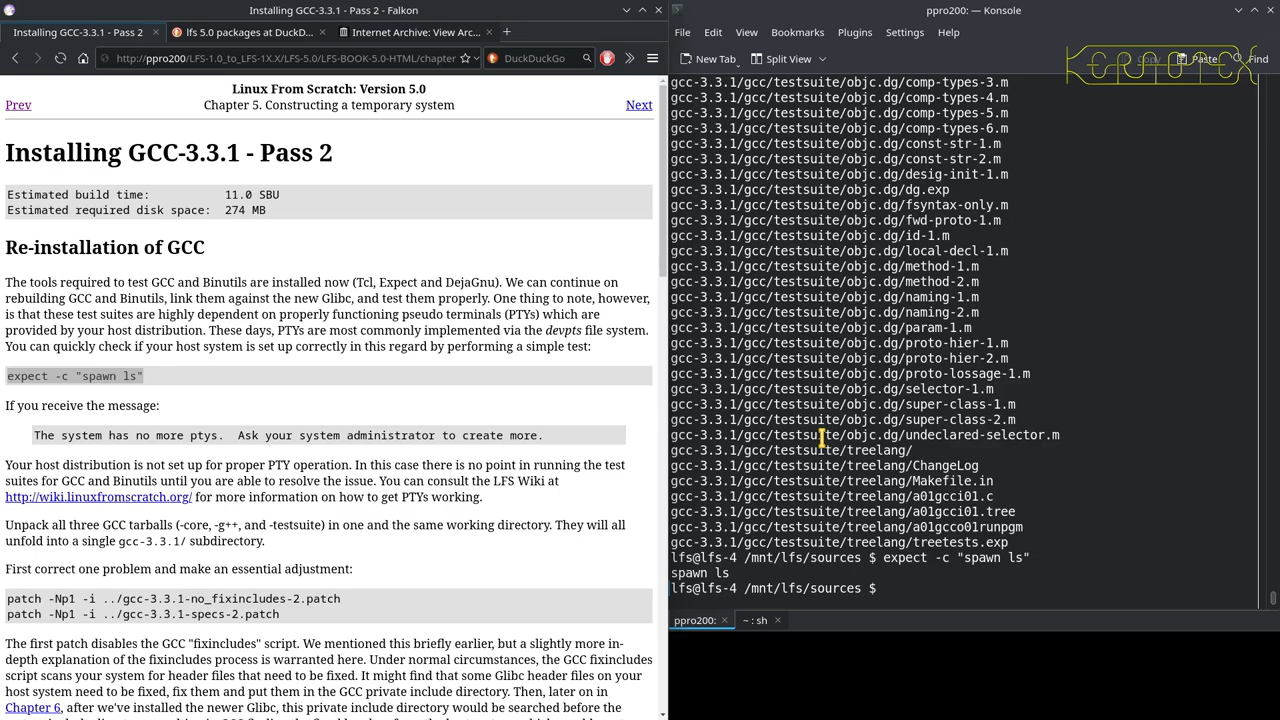 Installing GCC-3.3.1 - Pass 2 - Falkon
Installing GCC-3.3.1 - Pass 2
lfs 5.0 packages at DuckD...
Internet Archive: View Arc...
http://ppro200/LFS-1.0_to_LFS-1X.X/LFS-5.0/LFS-BOOK-5.0-HTML/chapter
DuckDuckGo
Linux From Scratch: Version 5.0
Prev
Chapter 5. Constructing a temporary system
Next
Installing GCC-3.3.1 - Pass 2
Estimated build time: 11.0 SBU
Estimated required disk space: 274 MB
Re-installation of GCC
The tools required to test GCC and Binutils are installed now (Tcl, Expect and DejaGnu). We can continue on
rebuilding GCC and Binutils, link them against the new Glibc, and test them properly. One thing to note, however,
is that these test suites are highly dependent on properly functioning pseudo terminals (PTYs) which are
provided by your host distribution. These days, PTYs are most commonly implemented via the devpts file system.
You can quickly check if your host system is set up correctly in this regard by performing a simple test:
expect -c "spawn ls"
If you receive the message:
The system has no more ptys.  Ask your system administrator to create more.
Your host distribution is not set up for proper PTY operation. In this case there is no point in running the test
suites for GCC and Binutils until you are able to resolve the issue. You can consult the LFS Wiki at
http://wiki.linuxfromscratch.org/ for more information on how to get PTYs working.
Unpack all three GCC tarballs (-core, -g++, and -testsuite) in one and the same working directory. They will all
unfold into a single gcc-3.3.1/ subdirectory.
First correct one problem and make an essential adjustment:
patch -Np1 -i ../gcc-3.3.1-no_fixincludes-2.patch
patch -Np1 -i ../gcc-3.3.1-specs-2.patch
The first patch disables the GCC "fixincludes" script. We mentioned this briefly earlier, but a slightly more in-
depth explanation of the fixincludes process is warranted here. Under normal circumstances, the GCC fixincludes
script scans your system for header files that need to be fixed. It might find that some Glibc header files on your
host system need to be fixed, fix them and put them in the GCC private include directory. Then, later on in
Chapter 6, after we've installed the newer Glibc, this private include directory would be searched before the
ppro200: — Konsole
File Edit View Bookmarks Plugins Settings Help
New Tab Split View Copy Paste Find
gcc-3.3.1/gcc/testsuite/objc.dg/comp-types-3.m
gcc-3.3.1/gcc/testsuite/objc.dg/comp-types-4.m
gcc-3.3.1/gcc/testsuite/objc.dg/comp-types-5.m
gcc-3.3.1/gcc/testsuite/objc.dg/comp-types-6.m
gcc-3.3.1/gcc/testsuite/objc.dg/const-str-1.m
gcc-3.3.1/gcc/testsuite/objc.dg/const-str-2.m
gcc-3.3.1/gcc/testsuite/objc.dg/desig-init-1.m
gcc-3.3.1/gcc/testsuite/objc.dg/dg.exp
gcc-3.3.1/gcc/testsuite/objc.dg/fsyntax-only.m
gcc-3.3.1/gcc/testsuite/objc.dg/fwd-proto-1.m
gcc-3.3.1/gcc/testsuite/objc.dg/id-1.m
gcc-3.3.1/gcc/testsuite/objc.dg/local-decl-1.m
gcc-3.3.1/gcc/testsuite/objc.dg/method-1.m
gcc-3.3.1/gcc/testsuite/objc.dg/method-2.m
gcc-3.3.1/gcc/testsuite/objc.dg/naming-1.m
gcc-3.3.1/gcc/testsuite/objc.dg/naming-2.m
gcc-3.3.1/gcc/testsuite/objc.dg/param-1.m
gcc-3.3.1/gcc/testsuite/objc.dg/proto-hier-1.m
gcc-3.3.1/gcc/testsuite/objc.dg/proto-hier-2.m
gcc-3.3.1/gcc/testsuite/objc.dg/proto-lossage-1.m
gcc-3.3.1/gcc/testsuite/objc.dg/selector-1.m
gcc-3.3.1/gcc/testsuite/objc.dg/super-class-1.m
gcc-3.3.1/gcc/testsuite/objc.dg/super-class-2.m
gcc-3.3.1/gcc/testsuite/objc.dg/undeclared-selector.m
gcc-3.3.1/gcc/testsuite/treelang/
gcc-3.3.1/gcc/testsuite/treelang/ChangeLog
gcc-3.3.1/gcc/testsuite/treelang/Makefile.in
gcc-3.3.1/gcc/testsuite/treelang/a01gcci01.c
gcc-3.3.1/gcc/testsuite/treelang/a01gcci01.tree
gcc-3.3.1/gcc/testsuite/treelang/a01gcco01runpgm
gcc-3.3.1/gcc/testsuite/treelang/treetests.exp
lfs@lfs-4 /mnt/lfs/sources $ expect -c "spawn ls"
spawn ls
lfs@lfs-4 /mnt/lfs/sources $
ppro200:
~ : sh